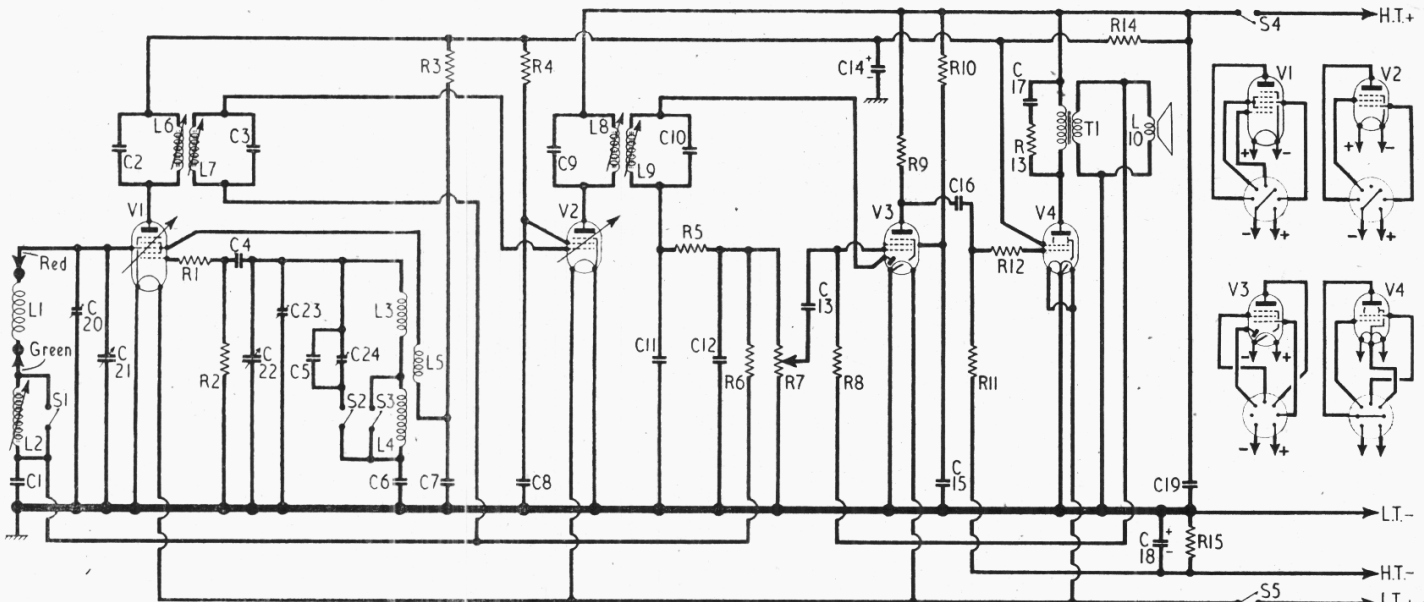 H.T.+
S4
R14
R3
R4
C14
+
-
R10
C
17
V1
V2
L6
C3
L8
C10
T1
L
10
C2
L7
C9
L9
R
13
R9
+
-
+
-
C16
V1
V2
V3
V4
C4
R5
Red
R1
R12
+
-
+
-
L1
C
20
C23
L3
C
13
V3
V4
Green
C
21
C
22
C5
C24
L5
C11
C12
R6
R7
R8
R11
-
+
R2
S1
S2
S3
L2
L4
C1
C6
C7
C8
C
15
C19
-
+
-
+
L.T.-
C
18
+
-
R15
H.T.-
S5
L.T.+